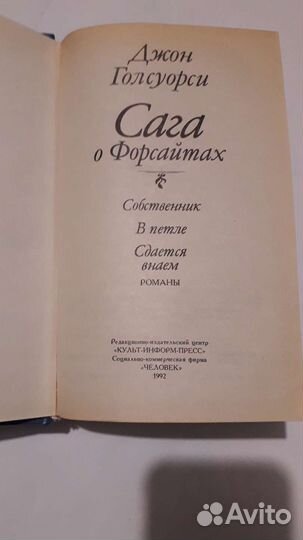 Джон
Голсуорси
Сага
о Форсайтах
Собственник
В петле
Сдается
внаем
РОМАНЫ
Редакционно-издательский центр
«КУЛЬТ-ИНФОРМ-ПРЕСС»
Социально-коммерческая фирма
«ЧЕЛОВЕК»
1992
Avito